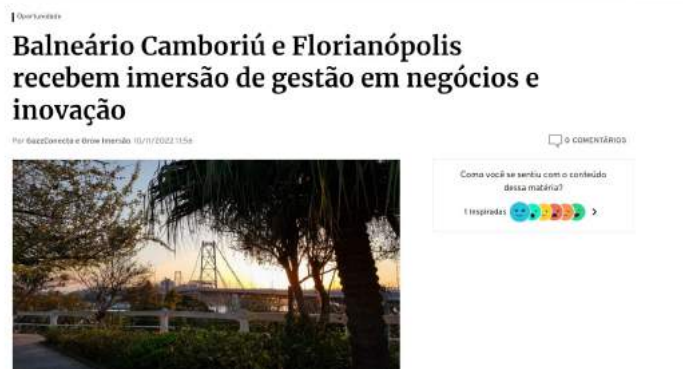 Oportunidade
Balneário Camboriú e Florianópolis
recebem imersão de gestão em negócios e
inovação
Por GazzConecta e Grow Imersão 10/11/2022 11:56
0 COMENTÁRIOS
Como você se sentiu com o conteúdo
dessa matéria?
1 Inspirados